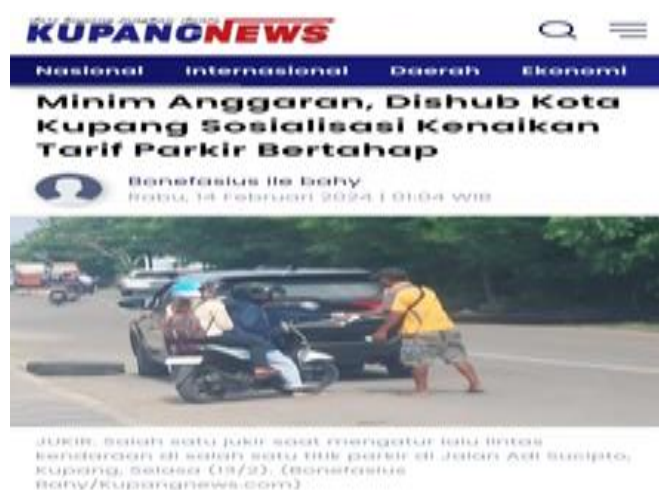 KUPANGNEWS
Nasional Internasional Daerah Ekonomi
Minim Anggaran, Dishub Kota
Kupang Sosialisasi Kenaikan
Tarif Parkir Bertahap
Bonefasius Ile Bahy
Rabu, 14 Februari 2024 | 01:04 WIB
JUKIR. Salah satu jukir saat mengatur lalu lintas
kendaraan di salah satu titik parkir di Jalan Adi Sucipto,
Kupang, Selasa (13/2). (Bonefasius
Bahy/Kupangnews.com)